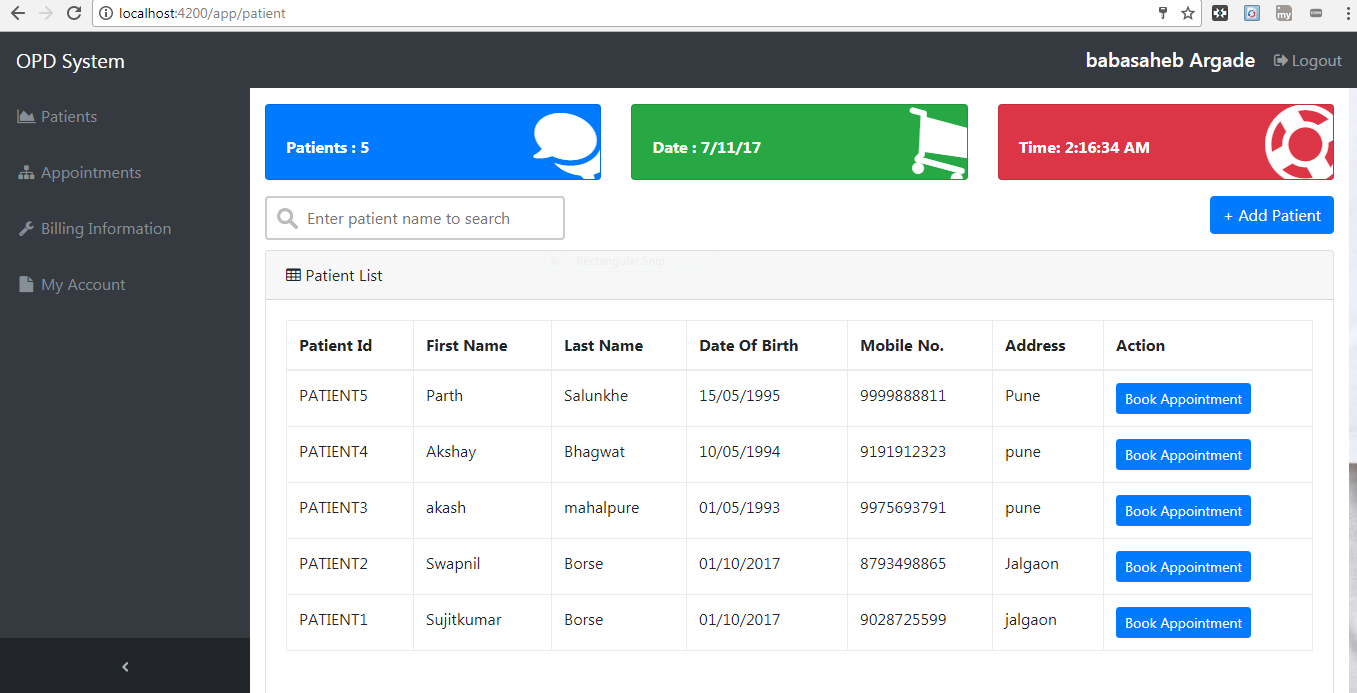 localhost:4200/app/patient
my
OPD System
babasaheb Argade Logout
Patients
Appointments
Billing Information
My Account
Patients : 5
Date : 7/11/17
Time: 2:16:34 AM
Enter patient name to search
+ Add Patient
Rectangular Snip
Patient List
Patient Id First Name Last Name Date Of Birth Mobile No. Address Action
PATIENT5 Parth Salunkhe 15/05/1995 9999888811 Pune Book Appointment
PATIENT4 Akshay Bhagwat 10/05/1994 9191912323 pune Book Appointment
PATIENT3 akash mahalpure 01/05/1993 9975693791 pune Book Appointment
PATIENT2 Swapnil Borse 01/10/2017 8793498865 Jalgaon Book Appointment
PATIENT1 Sujitkumar Borse 01/10/2017 9028725599 jalgaon Book Appointment